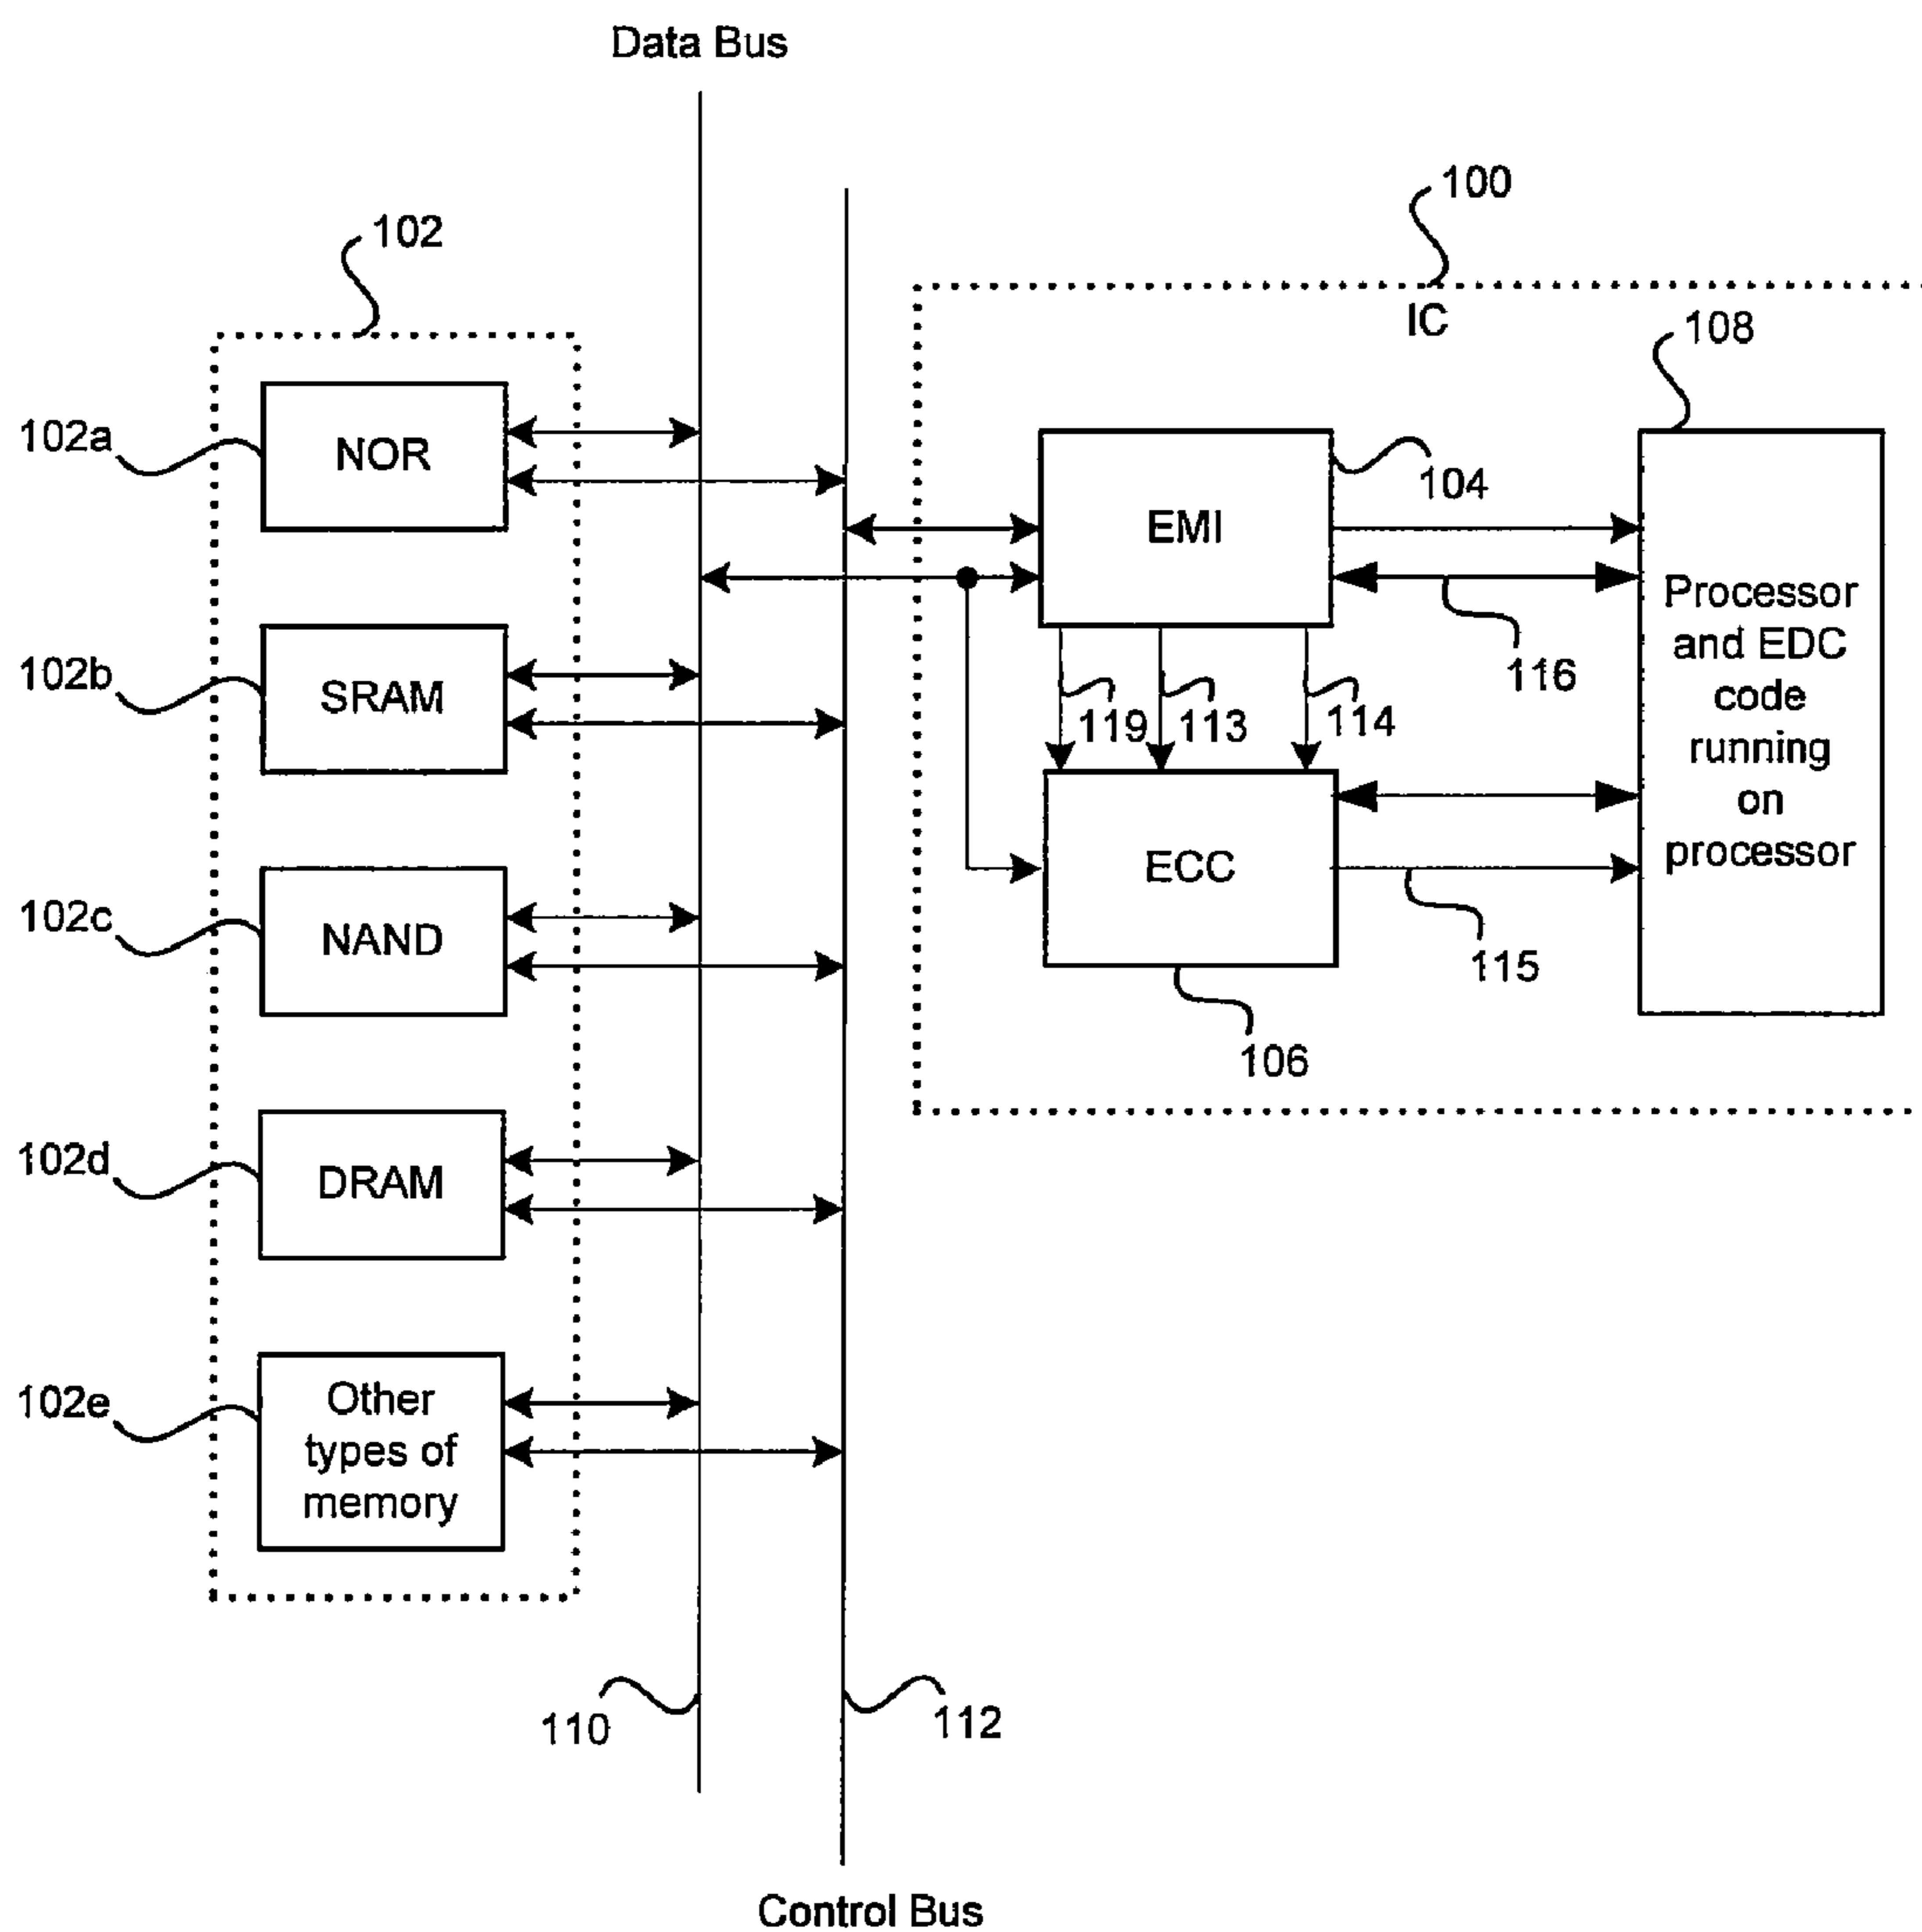 Data Bus
100
102
IC
108
102a
NOR
104
EMI
116
Processor
and EDC
code
running
on
processor
102b
SRAM
119
113
114
ECC
102c
NAND
115
106
102d
DRAM
102e
Other
types of
memory
110
112
Control Bus